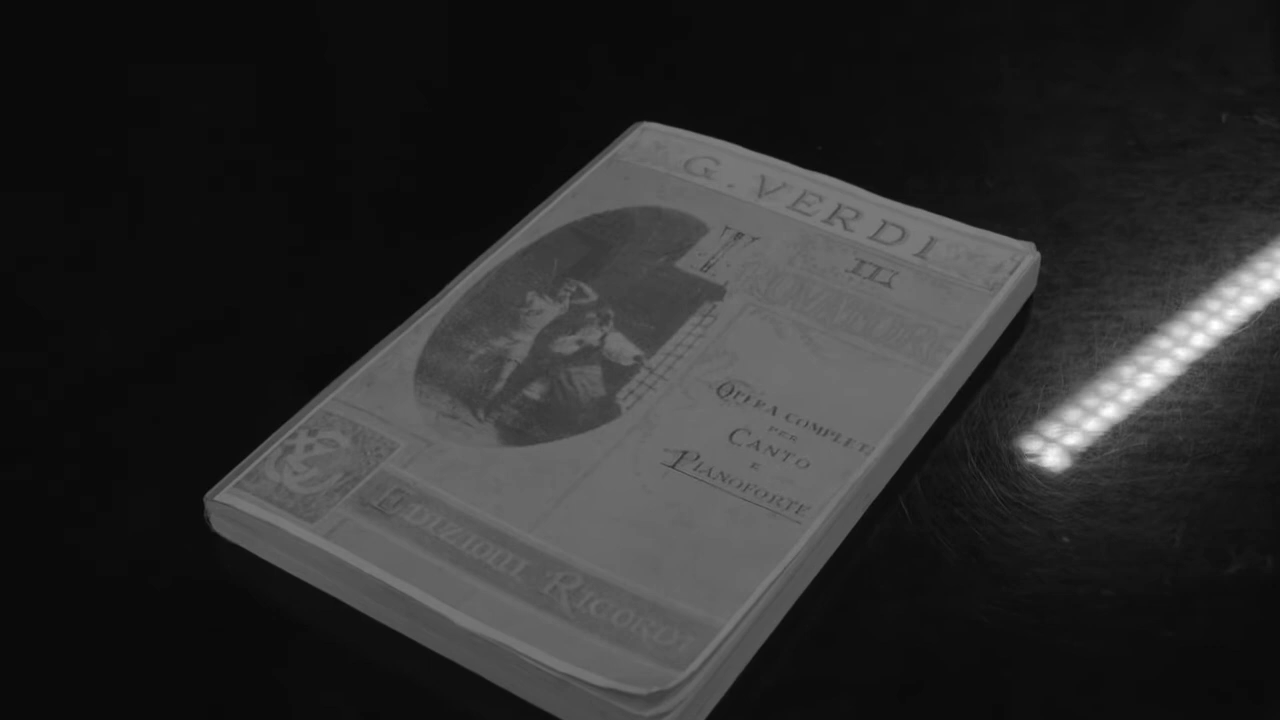 G. VERDI
IL
TROVATORE
OPERA COMPLETA
PER
CANTO
E
PIANOFORTE
EDIZIONI RICORDI